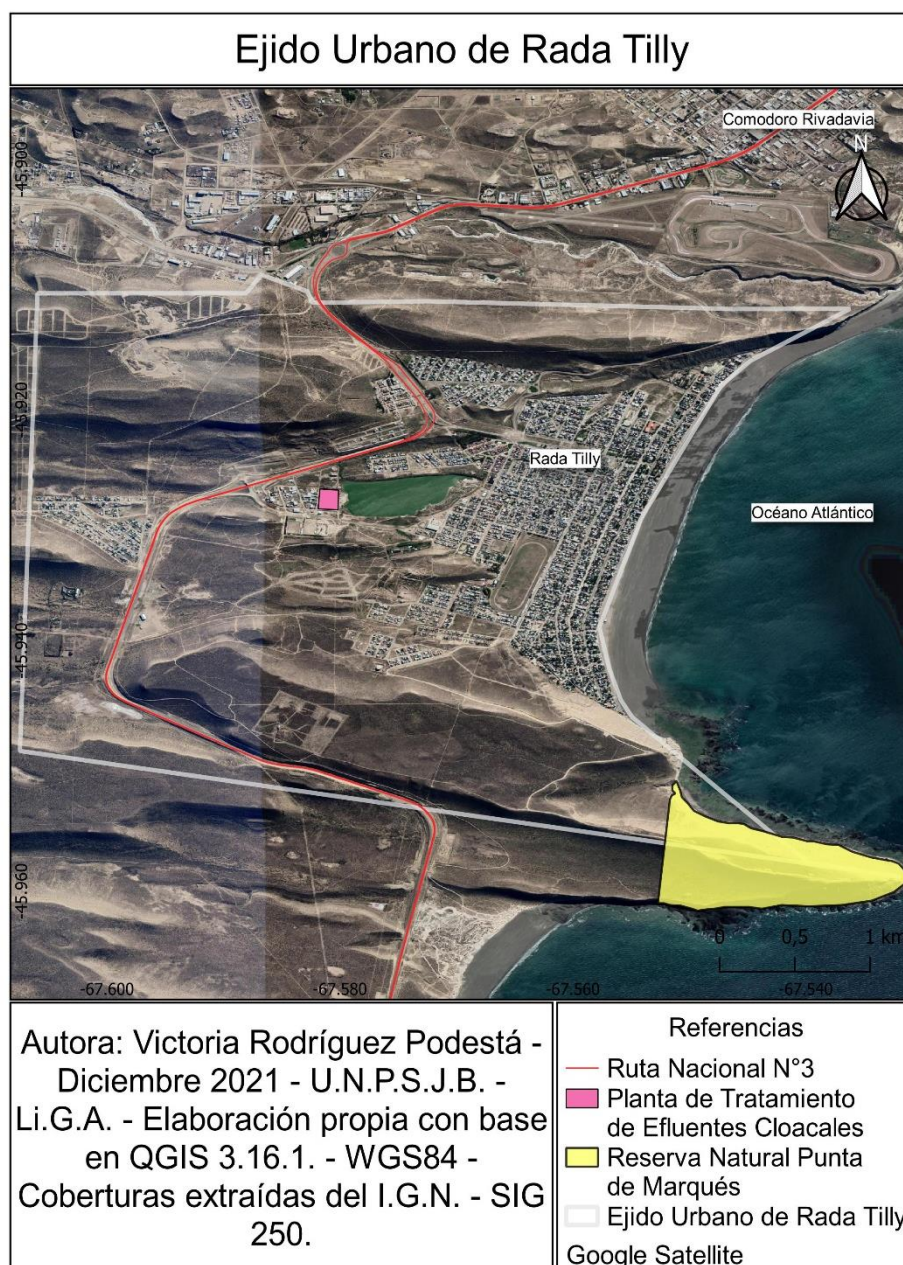 Ejido Urbano de Rada Tilly
Comodoro Rivadavia
N
-45.900
-45.920
Rada Tilly
Océano Atlántico
-45.940
-45.960
0 0,5 1 km
-67.600 -67.580 -67.560 -67.540
Autora: Victoria Rodríguez Podestá -
Diciembre 2021 - U.N.P.S.J.B. -
Li.G.A. - Elaboración propia con base
en QGIS 3.16.1. - WGS84 -
Coberturas extraídas del I.G.N. - SIG
250.
Referencias
Ruta Nacional N°3
Planta de Tratamiento
de Efluentes Cloacales
Reserva Natural Punta
de Marqués
Ejido Urbano de Rada Tilly
Google Satellite